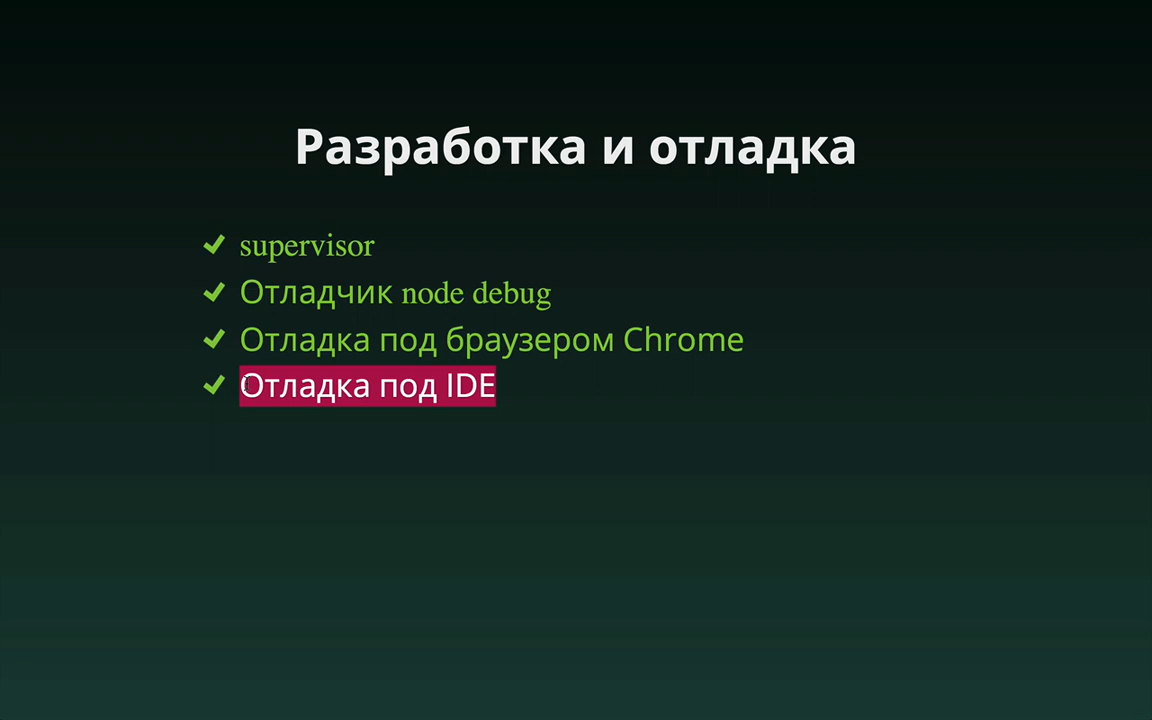 Разработка и отладка
supervisor
Отладчик node debug
Отладка под браузером Chrome
Отладка под IDE